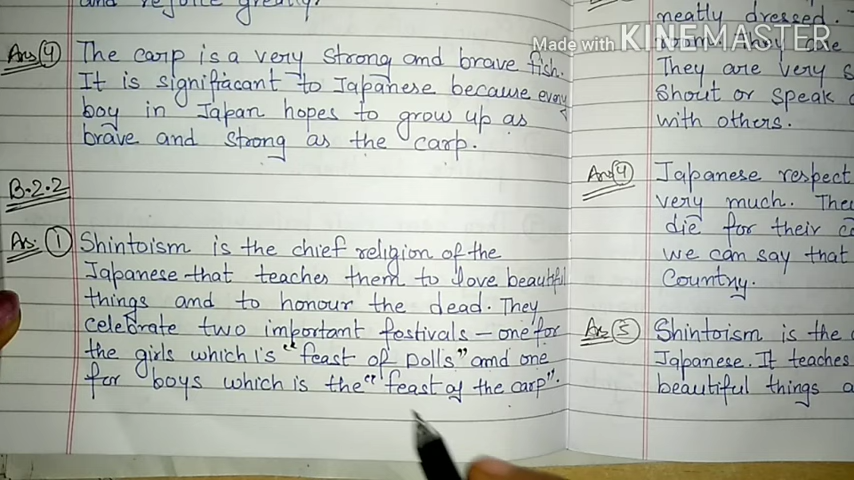 and rejoice greatly.
Ans 4 The carp is a very strong and brave fish.
It is signifiacant to Japanese because every
boy in Japan hopes to grow up as
brave and strong as the carp.
B.2.2
Ans. 1 Shintoism is the chief religion of the
Japanese that teaches them to love beautiful
things and to honour the dead. They
celebrate two important festivals - one for
the girls which is "feast of Dolls" and one
for boys which is the "feast of the carp".
neatly dressed.
Made with KINEMASTER
They are very
Shout or speak
with others.
Ans 4 Japanese respect
very much.
die for their
we can say that
Country.
Ans 5 Shintoism is the
Japanese. It teaches
beautiful things